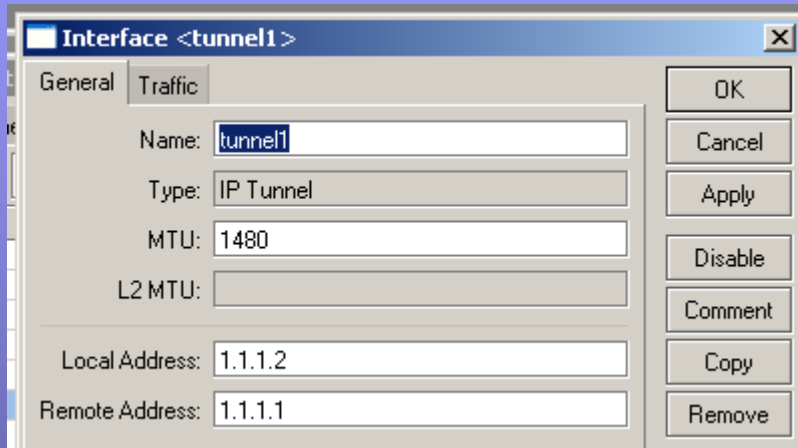 Interface <tunnel1>
General Traffic
Name: tunnel1
Type: IP Tunnel
MTU: 1480
L2 MTU:
Local Address: 1.1.1.2
Remote Address: 1.1.1.1
OK
Cancel
Apply
Disable
Comment
Copy
Remove